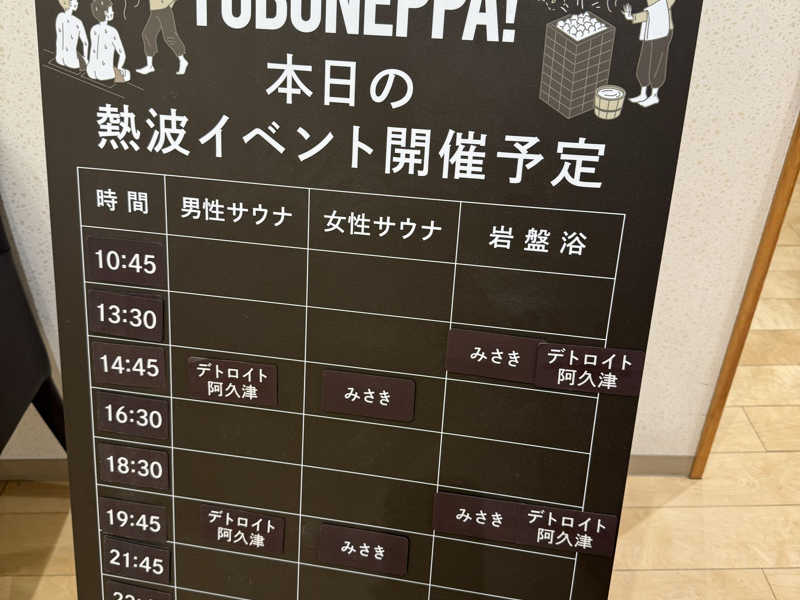 本日の
熱波イベント開催予定
時間 男性サウナ 女性サウナ 岩盤浴
10:45
13:30 みさき デトロイト阿久津
14:45 デトロイト阿久津 みさき
16:30
18:30 みさき デトロイト阿久津
19:45 デトロイト阿久津 みさき
21:45